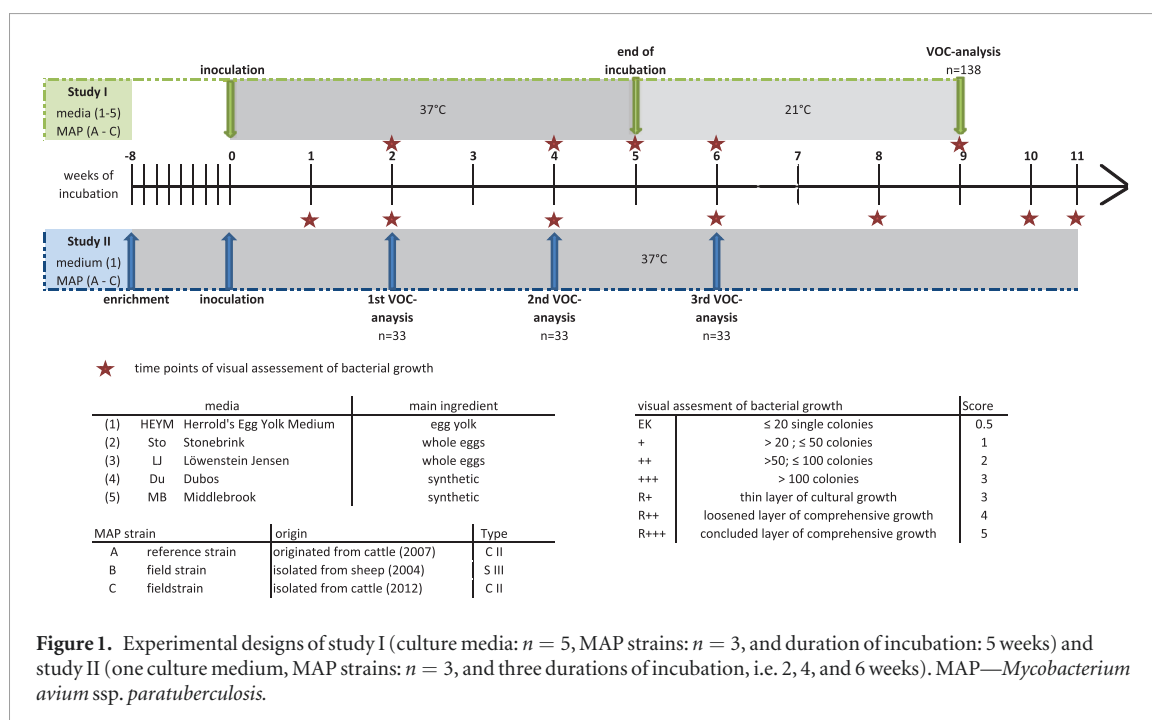 end of
VOC-analysis
inoculation
incubation
n=138
Study I
media (1-5)
MAP (A - C)
37°C
21°C
-8 0 1 2 3 4 5 6 7 8 9 10 11
weeks of
incubation
Study II
medium (1)
MAP (A - C)
37°C
enrichment
inoculation
1st VOC-
anaysis
n=33
2nd VOC-
anaysis
n=33
3rd VOC-
anaysis
n=33
time points of visual assessement of bacterial growth
media main ingredient
(1) HEYM Herrold's Egg Yolk Medium egg yolk
(2) Sto Stonebrink whole eggs
(3) LJ Löwenstein Jensen whole eggs
(4) Du Dubos synthetic
(5) MB Middlebrook synthetic
MAP strain origin Type
A reference strain originated from cattle (2007) C II
B field strain isolated from sheep (2004) S III
C fieldstrain isolated from cattle (2012) C II
visual assesment of bacterial growth Score
EK ≤ 20 single colonies 0.5
+ > 20 ; ≤ 50 colonies 1
++ >50; ≤ 100 colonies 2
+++ > 100 colonies 3
R+ thin layer of cultural growth 3
R++ loosened layer of comprehensive growth 4
R+++ concluded layer of comprehensive growth 5
Figure 1. Experimental designs of study I (culture media: n = 5, MAP strains: n = 3, and duration of incubation: 5 weeks) and
study II (one culture medium, MAP strains: n = 3, and three durations of incubation, i.e. 2, 4, and 6 weeks). MAP—Mycobacterium
avium ssp. paratuberculosis.